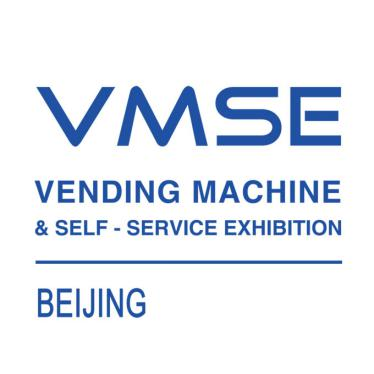 VMSE
VENDING MACHINE
& SELF - SERVICE EXHIBITION
BEIJING